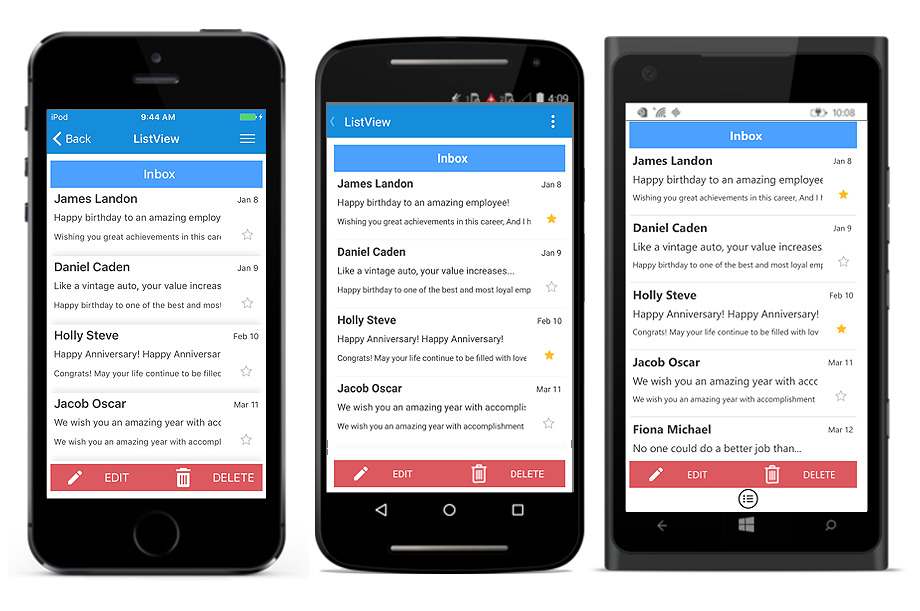 iPod 9:44 AM
Back ListView
Inbox
James Landon Jan 8
Happy birthday to an amazing employ
Wishing you great achievements in this care
Daniel Caden Jan 9
Like a vintage auto, your value increas
Happy birthday to one of the best and most
Holly Steve Feb 10
Happy Anniversary! Happy Anniversar
Congrats! May your life continue to be filled
Jacob Oscar Mar 11
We wish you an amazing year with acc
We wish you an amazing year with accompl
EDIT DELETE
4:09
ListView
Inbox
James Landon Jan 8
Happy birthday to an amazing employee!
Wishing you great achievements in this career, And I h
Daniel Caden Jan 9
Like a vintage auto, your value increases...
Happy birthday to one of the best and most loyal emp
Holly Steve Feb 10
Happy Anniversary! Happy Anniversary!
Congrats! May your life continue to be filled with love
Jacob Oscar Mar 11
We wish you an amazing year with accomplis
We wish you an amazing year with accomplishment
EDIT DELETE
10:08
Inbox
James Landon Jan 8
Happy birthday to an amazing employee
Wishing you great achievements in this career, And I h
Daniel Caden Jan 9
Like a vintage auto, your value increases
Happy birthday to one of the best and most loyal emp
Holly Steve Feb 10
Happy Anniversary! Happy Anniversary!
Congrats! May your life continue to be filled with lov
Jacob Oscar Mar 11
We wish you an amazing year with acco
We wish you an amazing year with accomplishment
Fiona Michael Mar 12
No one could do a better job than...
EDIT DELETE